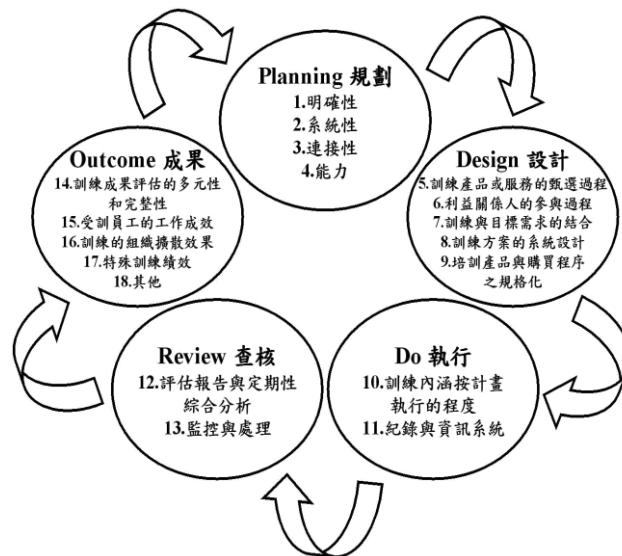 Planning 規劃
1.明確性
2.系統性
3.連接性
4.能力
Design 設計
5.訓練產品或服務的甄選過程
6.利益關係人的參與過程
7.訓練與目標需求的結合
8.訓練方案的系統設計
9.培訓產品與購買程序
之規格化
Do 執行
10.訓練內涵按計畫
執行的程度
11.紀錄與資訊系統
Review 查核
12.評估報告與定期性
綜合分析
13.監控與處理
Outcome 成果
14.訓練成果評估的多元性
和完整性
15.受訓員工的工作成效
16.訓練的組織擴散效果
17.特殊訓練績效
18.其他